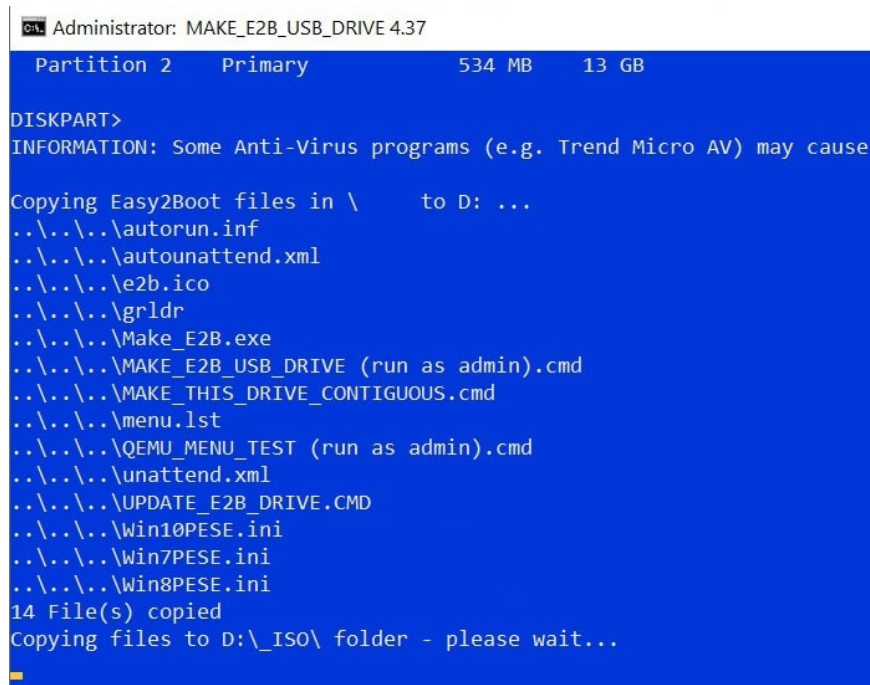 Administrator: MAKE_E2B_USB_DRIVE 4.37
Partition 2 Primary 534 MB 13 GB
DISKPART>
INFORMATION: Some Anti-Virus programs (e.g. Trend Micro AV) may cause
Copying Easy2Boot files in \ to D: ...
..\..\..\autorun.inf
..\..\..\autounattend.xml
..\..\..\e2b.ico
..\..\..\grldr
..\..\..\Make_E2B.exe
..\..\..\MAKE_E2B_USB_DRIVE (run as admin).cmd
..\..\..\MAKE_THIS_DRIVE_CONTIGUOUS.cmd
..\..\..\menu.lst
..\..\..\QEMU_MENU_TEST (run as admin).cmd
..\..\..\unattend.xml
..\..\..\UPDATE_E2B_DRIVE.CMD
..\..\..\Win10PESE.ini
..\..\..\Win7PESE.ini
..\..\..\Win8PESE.ini
14 File(s) copied
Copying files to D:\_ISO\ folder - please wait...